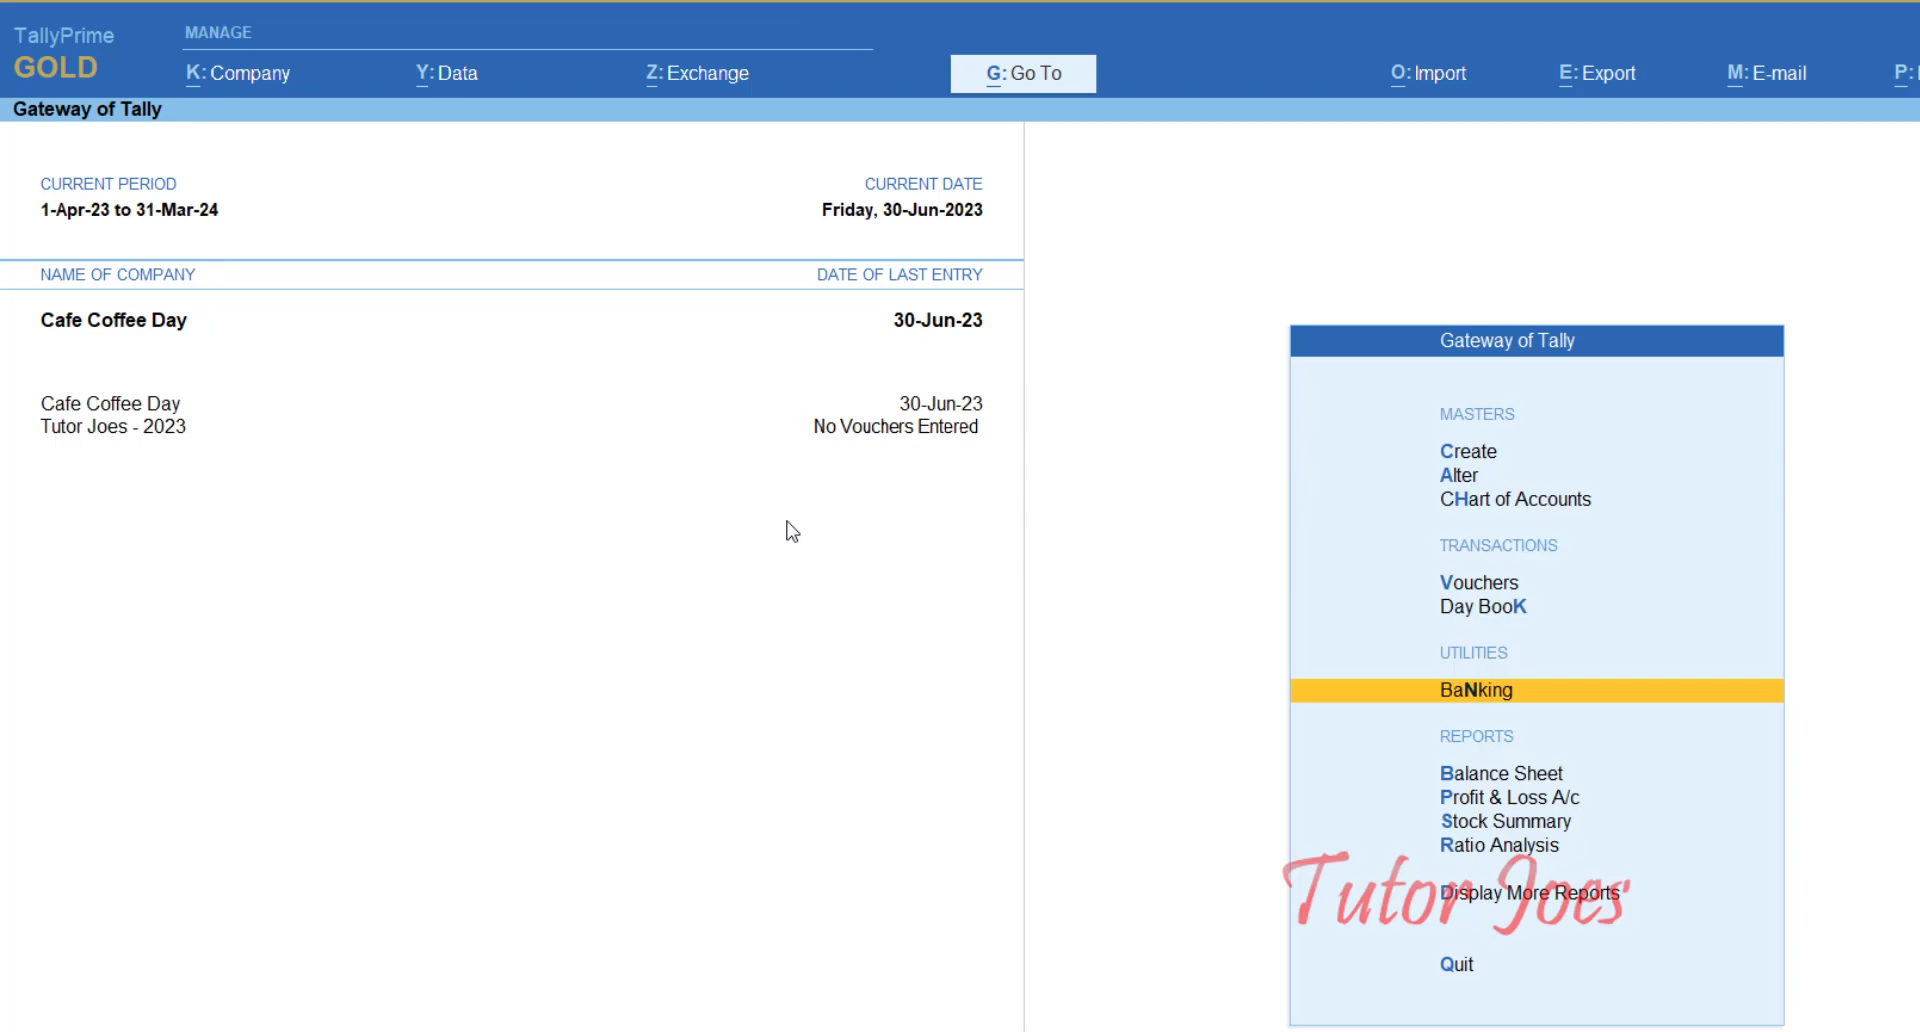 TallyPrime
GOLD
MANAGE
K: Company
Y: Data
Z: Exchange
G: Go To
O: Import
E: Export
M: E-mail
P:
Gateway of Tally
CURRENT PERIOD
CURRENT DATE
1-Apr-23 to 31-Mar-24
Friday, 30-Jun-2023
NAME OF COMPANY
DATE OF LAST ENTRY
Cafe Coffee Day
30-Jun-23
Cafe Coffee Day
30-Jun-23
Tutor Joes - 2023
No Vouchers Entered
Gateway of Tally
MASTERS
Create
Alter
CHart of Accounts
TRANSACTIONS
Vouchers
Day BooK
UTILITIES
BaNking
REPORTS
Balance Sheet
Profit & Loss A/c
Stock Summary
Ratio Analysis
Display More Reports
Tutor Joes
Quit